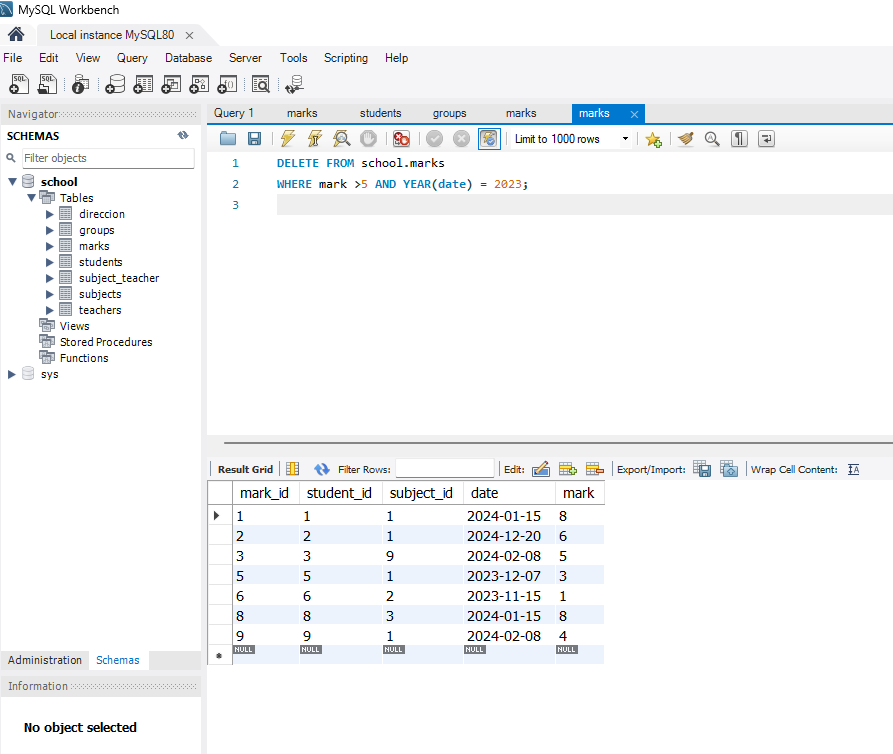 MySQL Workbench
Local instance MySQL80
File Edit View Query Database Server Tools Scripting Help
Navigator
Query 1 marks students groups marks marks
SCHEMAS
Filter objects
Limit to 1000 rows
school
Tables
direccion
groups
marks
students
subject_teacher
subjects
teachers
Views
Stored Procedures
Functions
sys
1 DELETE FROM school.marks
2 WHERE mark >5 AND YEAR(date) = 2023;
3
Result Grid Filter Rows: Edit: Export/Import: Wrap Cell Content:
mark_id student_id subject_id date mark
1 1 1 2024-01-15 8
2 2 1 2024-12-20 6
3 3 9 2024-02-08 5
5 5 1 2023-12-07 3
6 6 2 2023-11-15 1
8 8 3 2024-01-15 8
9 9 1 2024-02-08 4
NULL NULL NULL NULL NULL
Administration Schemas
Information
No object selected